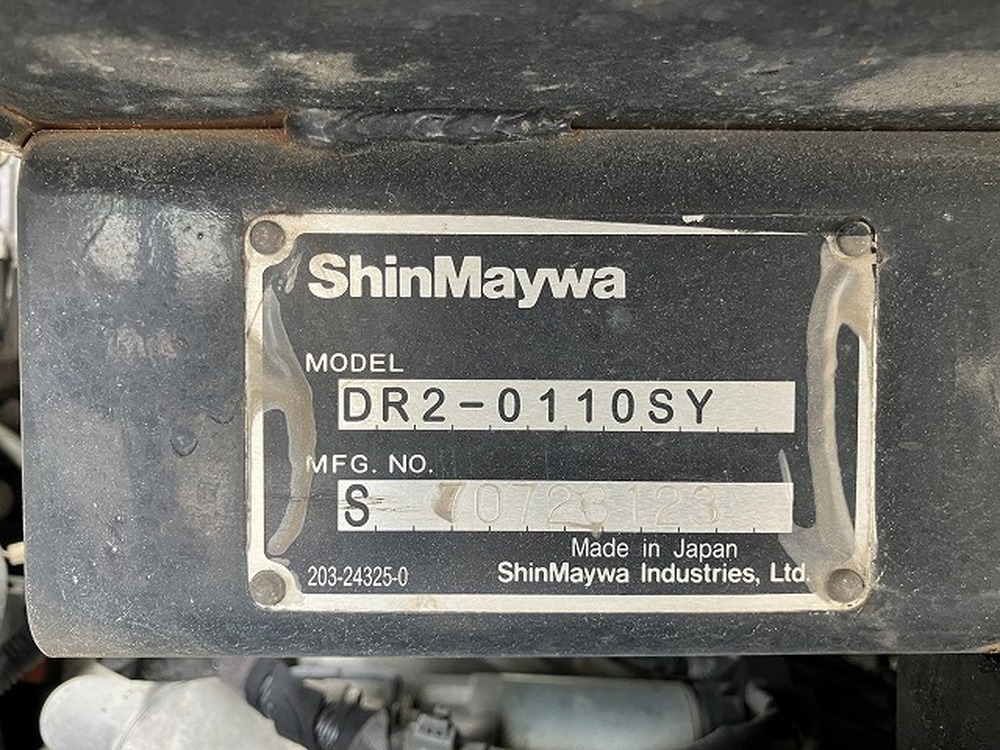 ShinMaywa
MODEL
DR2-0110SY
MFG. NO.
S
203-24325-0
Made in Japan
ShinMaywa Industries, Ltd.